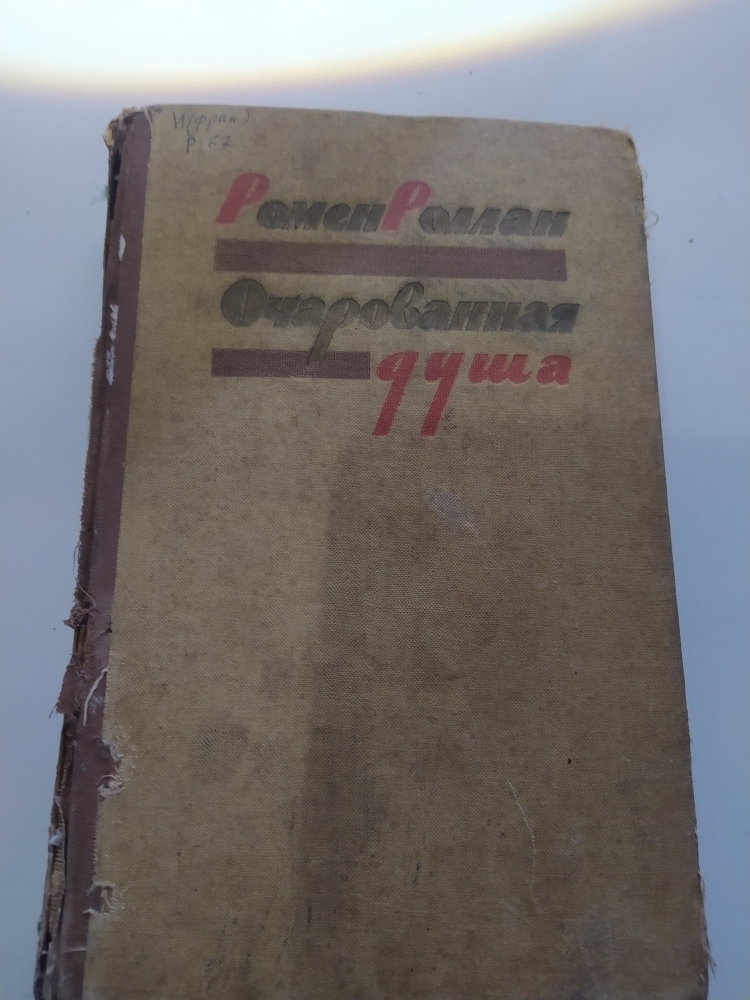 И(фран)
Р 67
Ромен Роллан
Очарованная
душа